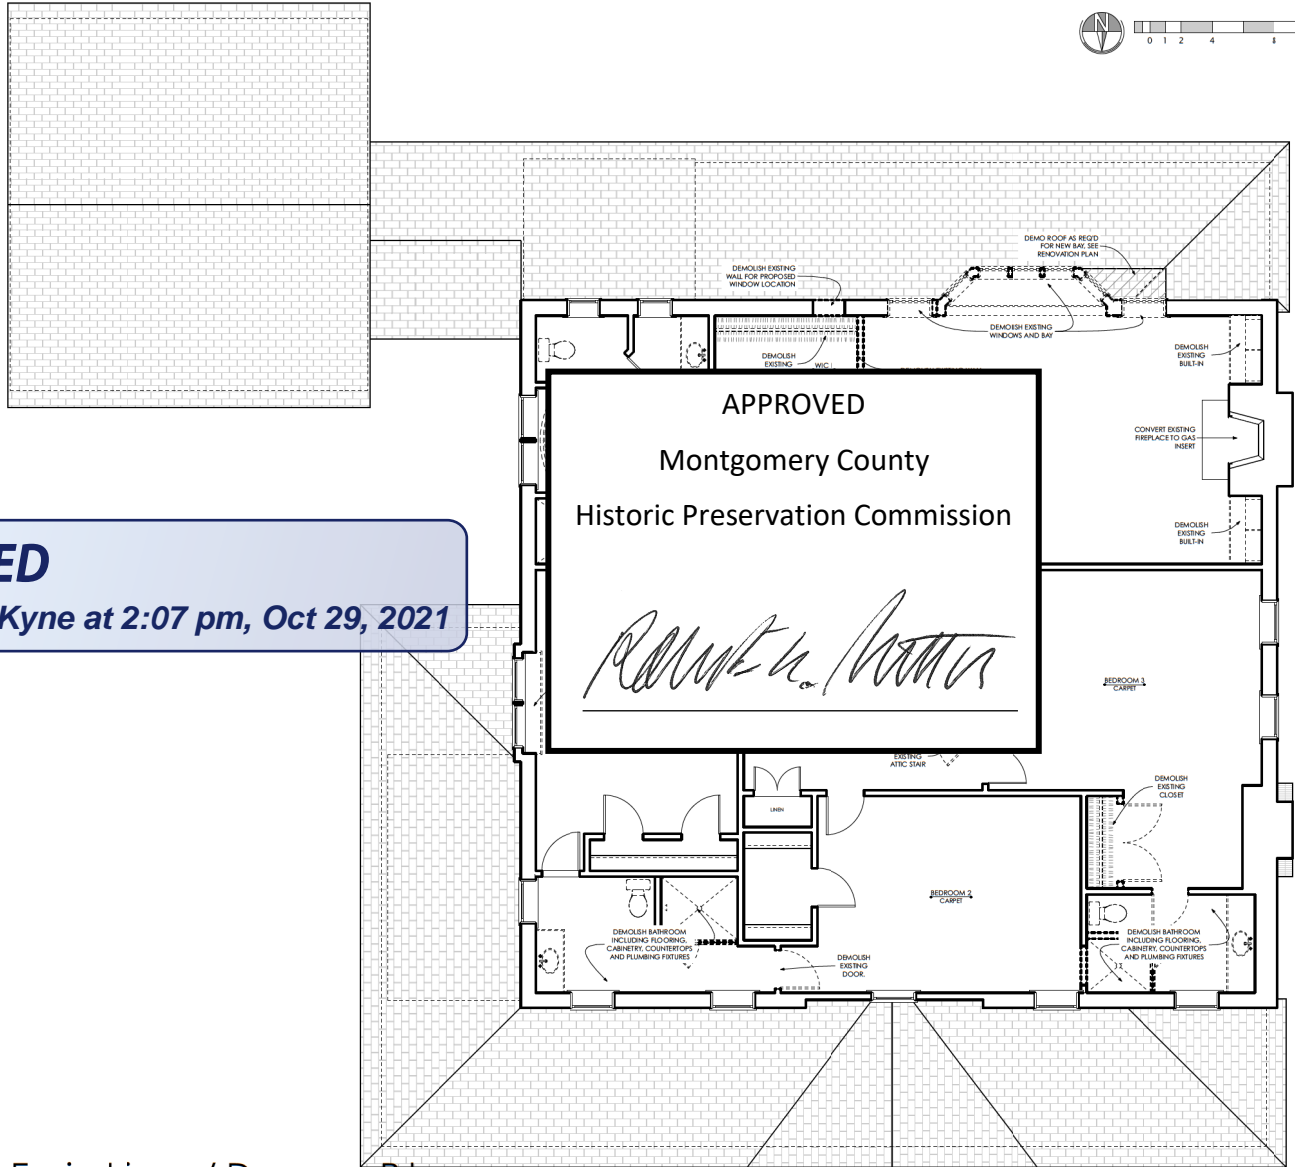 N
0 1 2 4 8
DEMO ROOF AS REQ'D
FOR NEW BAY, SEE
RENOVATION PLAN
DEMOLISH EXISTING
WALL FOR PROPOSED
WINDOW LOCATION
DEMOLISH EXISTING
WINDOWS AND BAY
DEMOLISH
EXISTING
BUILT-IN
DEMOLISH
EXISTING
WIC
CONVERT EXISTING
FIREPLACE TO GAS
INSERT
DEMOLISH
EXISTING
BUILT-IN
APPROVED
Montgomery County
Historic Preservation Commission
ED
Kyne at 2:07 pm, Oct 29, 2021
BEDROOM 3
CARPET
EXISTING
ATTIC STAIR
DEMOLISH
EXISTING
CLOSET
LINEN
BEDROOM 2
CARPET
DEMOLISH BATHROOM
INCLUDING FLOORING,
CABINETRY, COUNTERTOPS
AND PLUMBING FIXTURES
DEMOLISH
EXISTING
DOOR.
DEMOLISH BATHROOM
INCLUDING FLOORING,
CABINETRY, COUNTERTOPS
AND PLUMBING FIXTURES